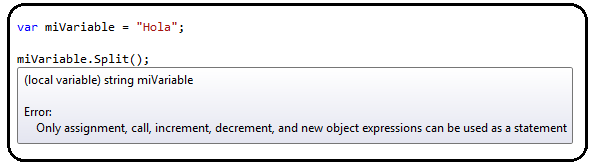 var miVariable = "Hola";
miVariable.Split();
(local variable) string miVariable
Error:
Only assignment, call, increment, decrement, and new object expressions can be used as a statement